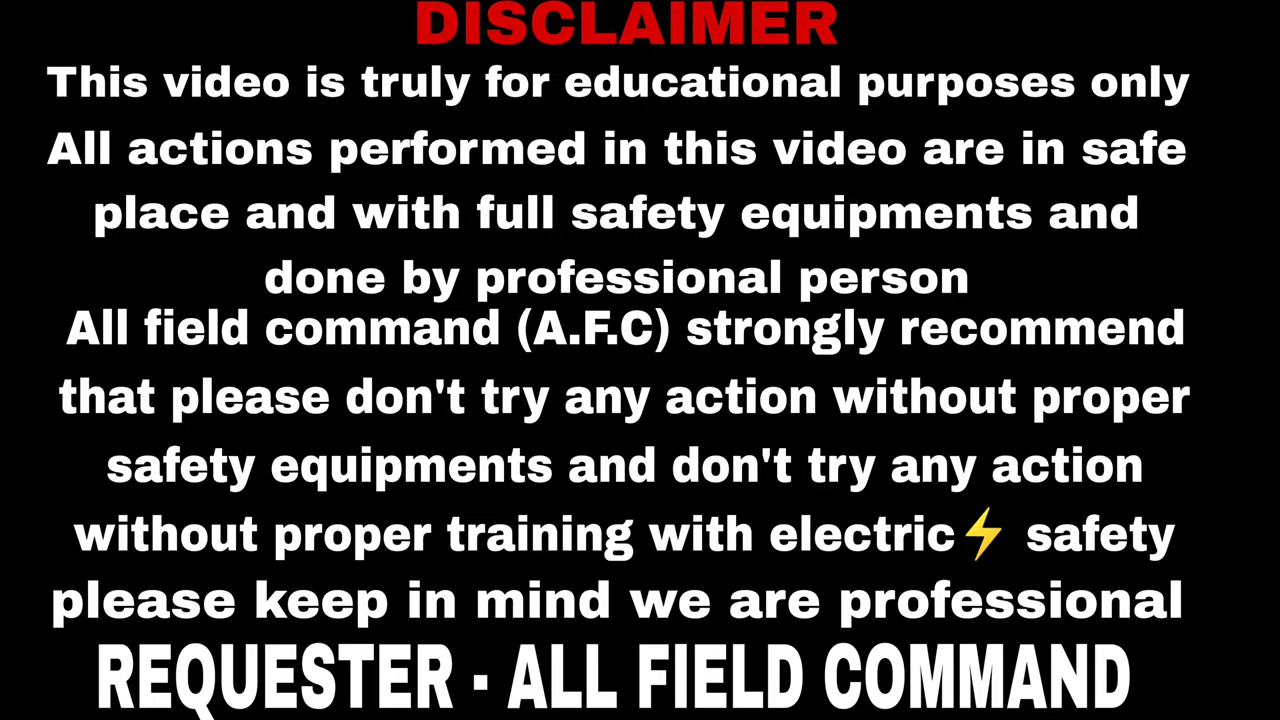 DISCLAIMER
This video is truly for educational purposes only
All actions performed in this video are in safe
place and with full safety equipments and
done by professional person
All field command (A.F.C) strongly recommend
that please don't try any action without proper
safety equipments and don't try any action
without proper training with electric⚡ safety
please keep in mind we are professional
REQUESTER - ALL FIELD COMMAND